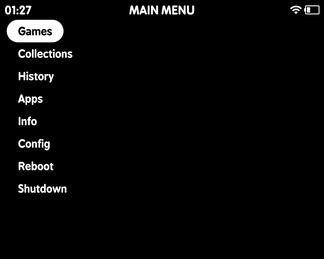 01:27 MAIN MENU
Games
Collections
History
Apps
Info
Config
Reboot
Shutdown